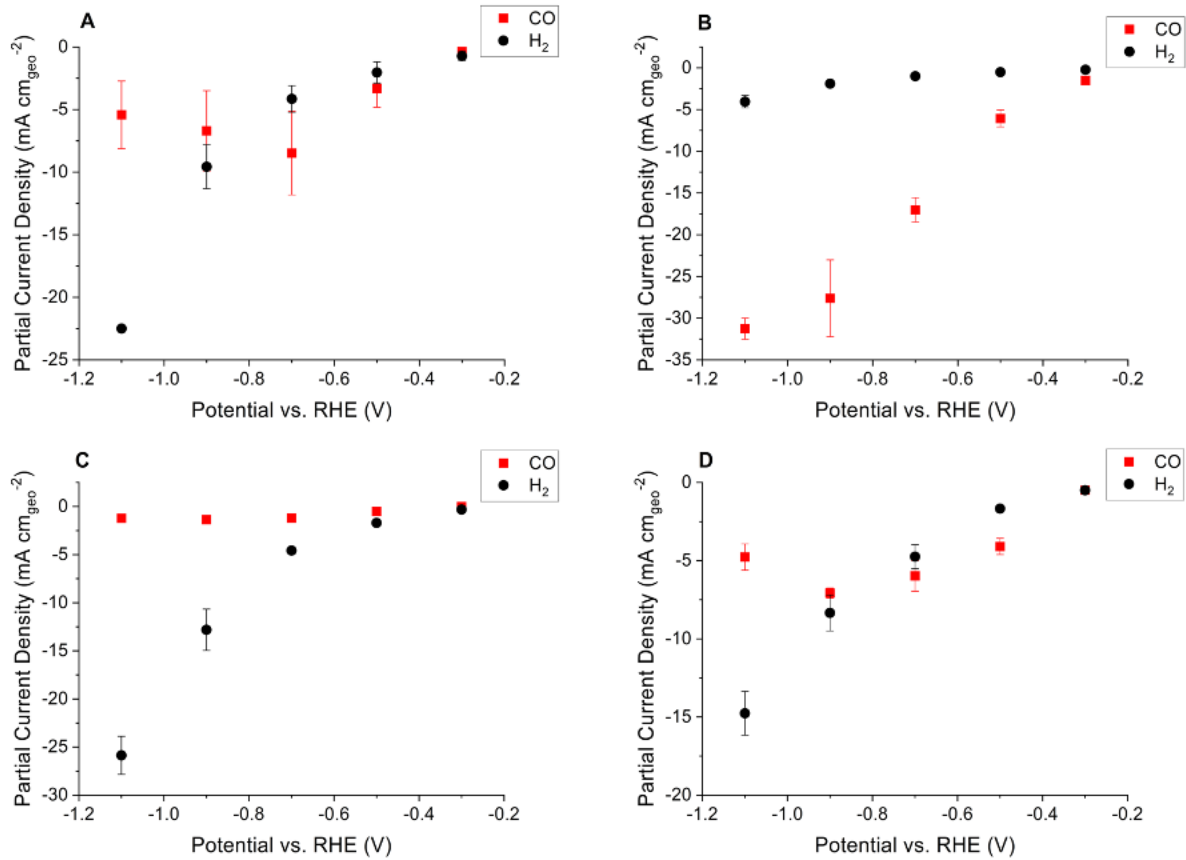 A
CO
H₂
0
-5
-10
-15
-20
-25
Partial Current Density (mA cm_geo⁻²)
-1.2 -1.0 -0.8 -0.6 -0.4 -0.2
Potential vs. RHE (V)
B
CO
H₂
0
-5
-10
-15
-20
-25
-30
-35
Partial Current Density (mA cm_geo⁻²)
-1.2 -1.0 -0.8 -0.6 -0.4 -0.2
Potential vs. RHE (V)
C
CO
H₂
0
-5
-10
-15
-20
-25
-30
Partial Current Density (mA cm_geo⁻²)
-1.2 -1.0 -0.8 -0.6 -0.4 -0.2
Potential vs. RHE (V)
D
CO
H₂
0
-5
-10
-15
-20
Partial Current Density (mA cm_geo⁻²)
-1.2 -1.0 -0.8 -0.6 -0.4 -0.2
Potential vs. RHE (V)